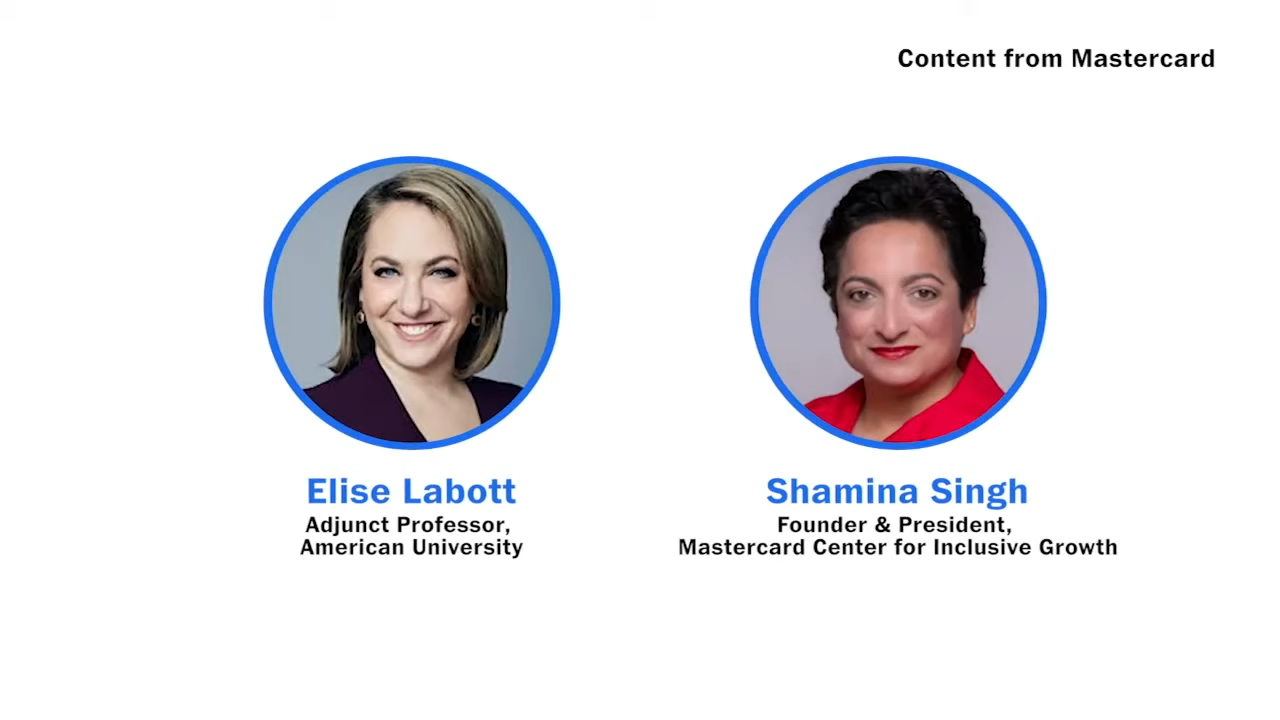 Content from Mastercard
Elise Labott
Adjunct Professor,
American University
Shamina Singh
Founder & President,
Mastercard Center for Inclusive Growth